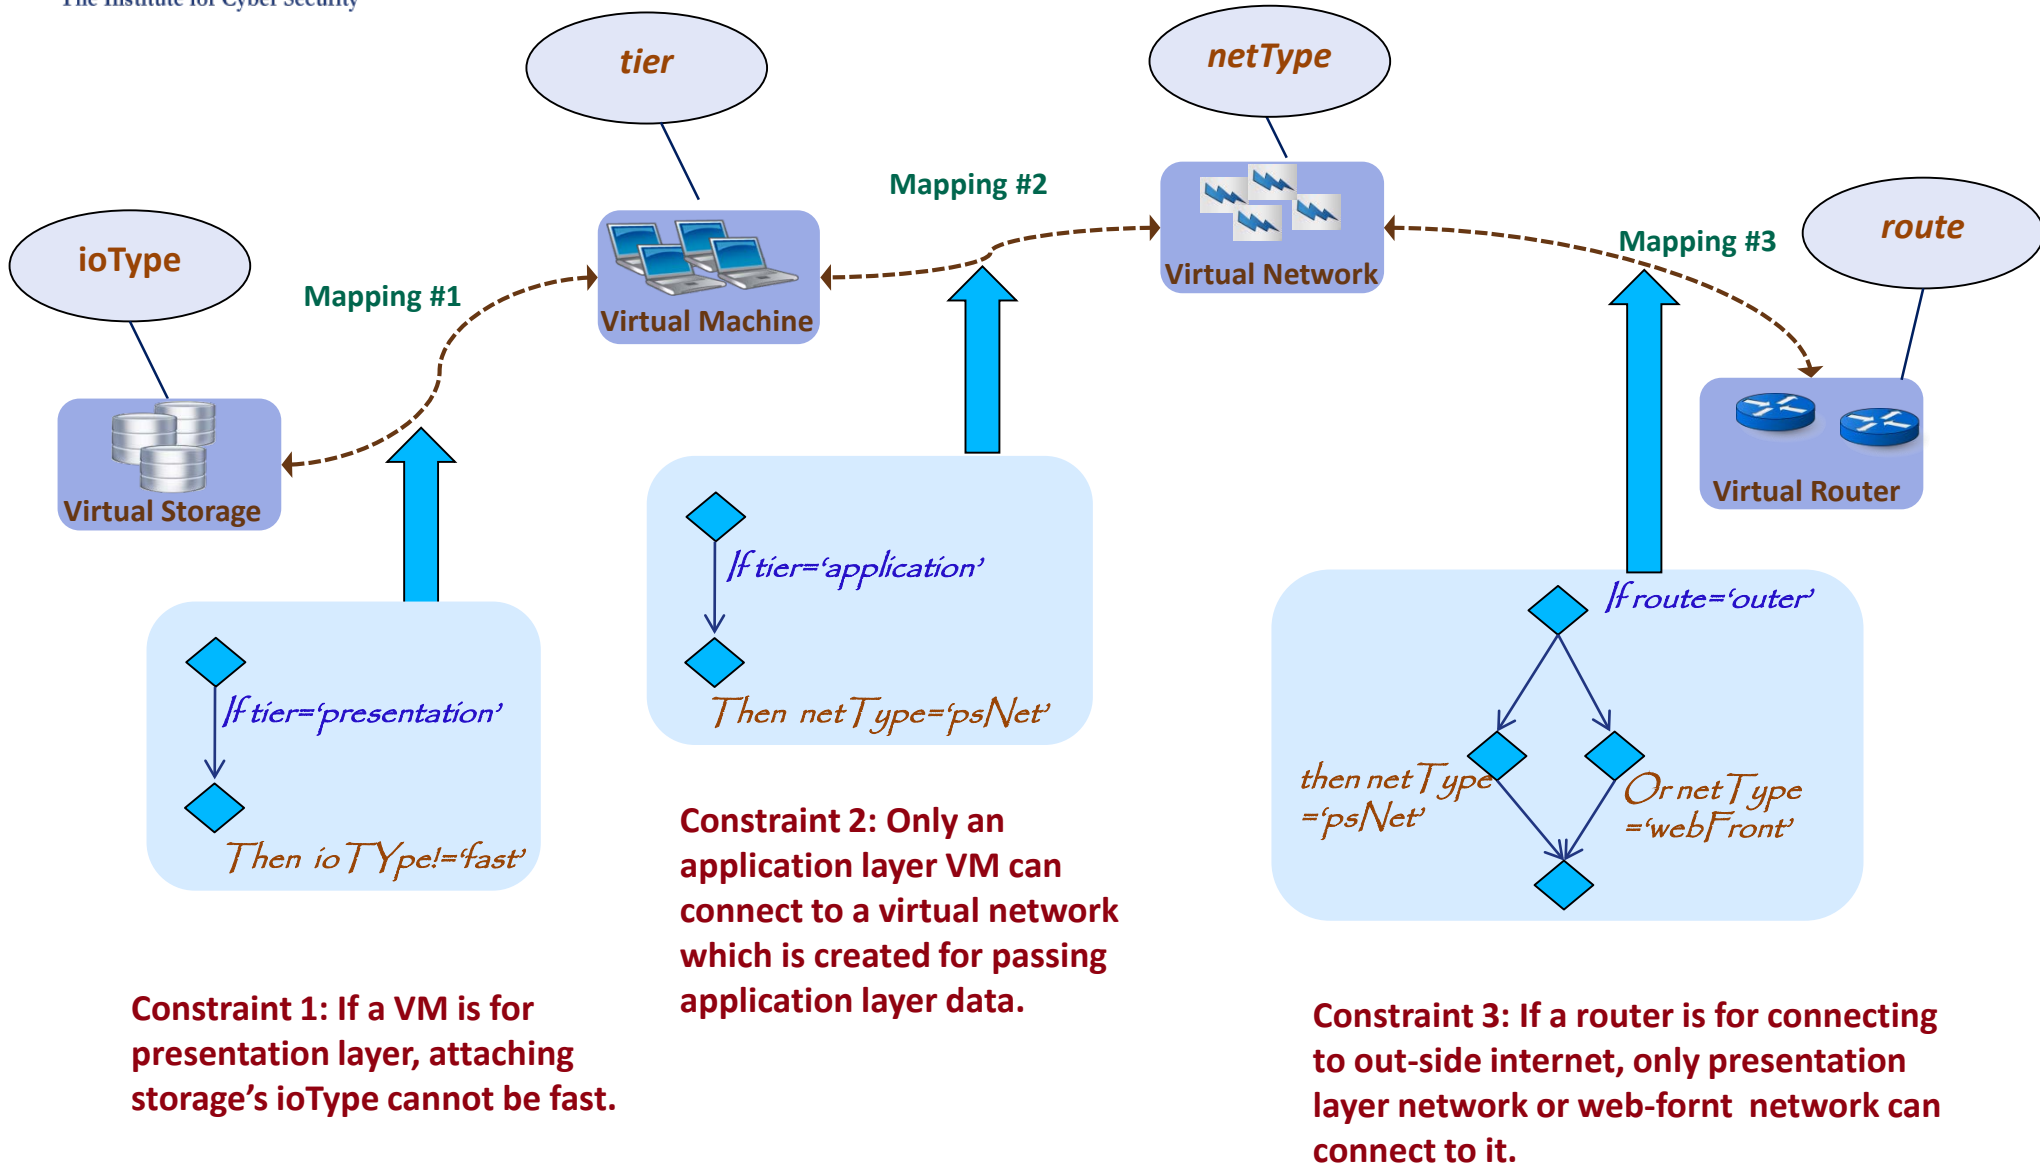 The Institute for Cyber Security
tier
netType
Mapping #2
route
ioType
Mapping #3
Virtual Network
Mapping #1
Virtual Machine
Virtual Router
Virtual Storage
If tier=‘presentation’
Then ioTYpe!=‘fast’
If tier=‘application’
Then netType=‘psNet’
If route=‘outer’
then netType
=‘psNet’
Or netType
=‘webFront’
Constraint 1: If a VM is for
presentation layer, attaching
storage’s ioType cannot be fast.
Constraint 2: Only an
application layer VM can
connect to a virtual network
which is created for passing
application layer data.
Constraint 3: If a router is for connecting
to out-side internet, only presentation
layer network or web-fornt network can
connect to it.